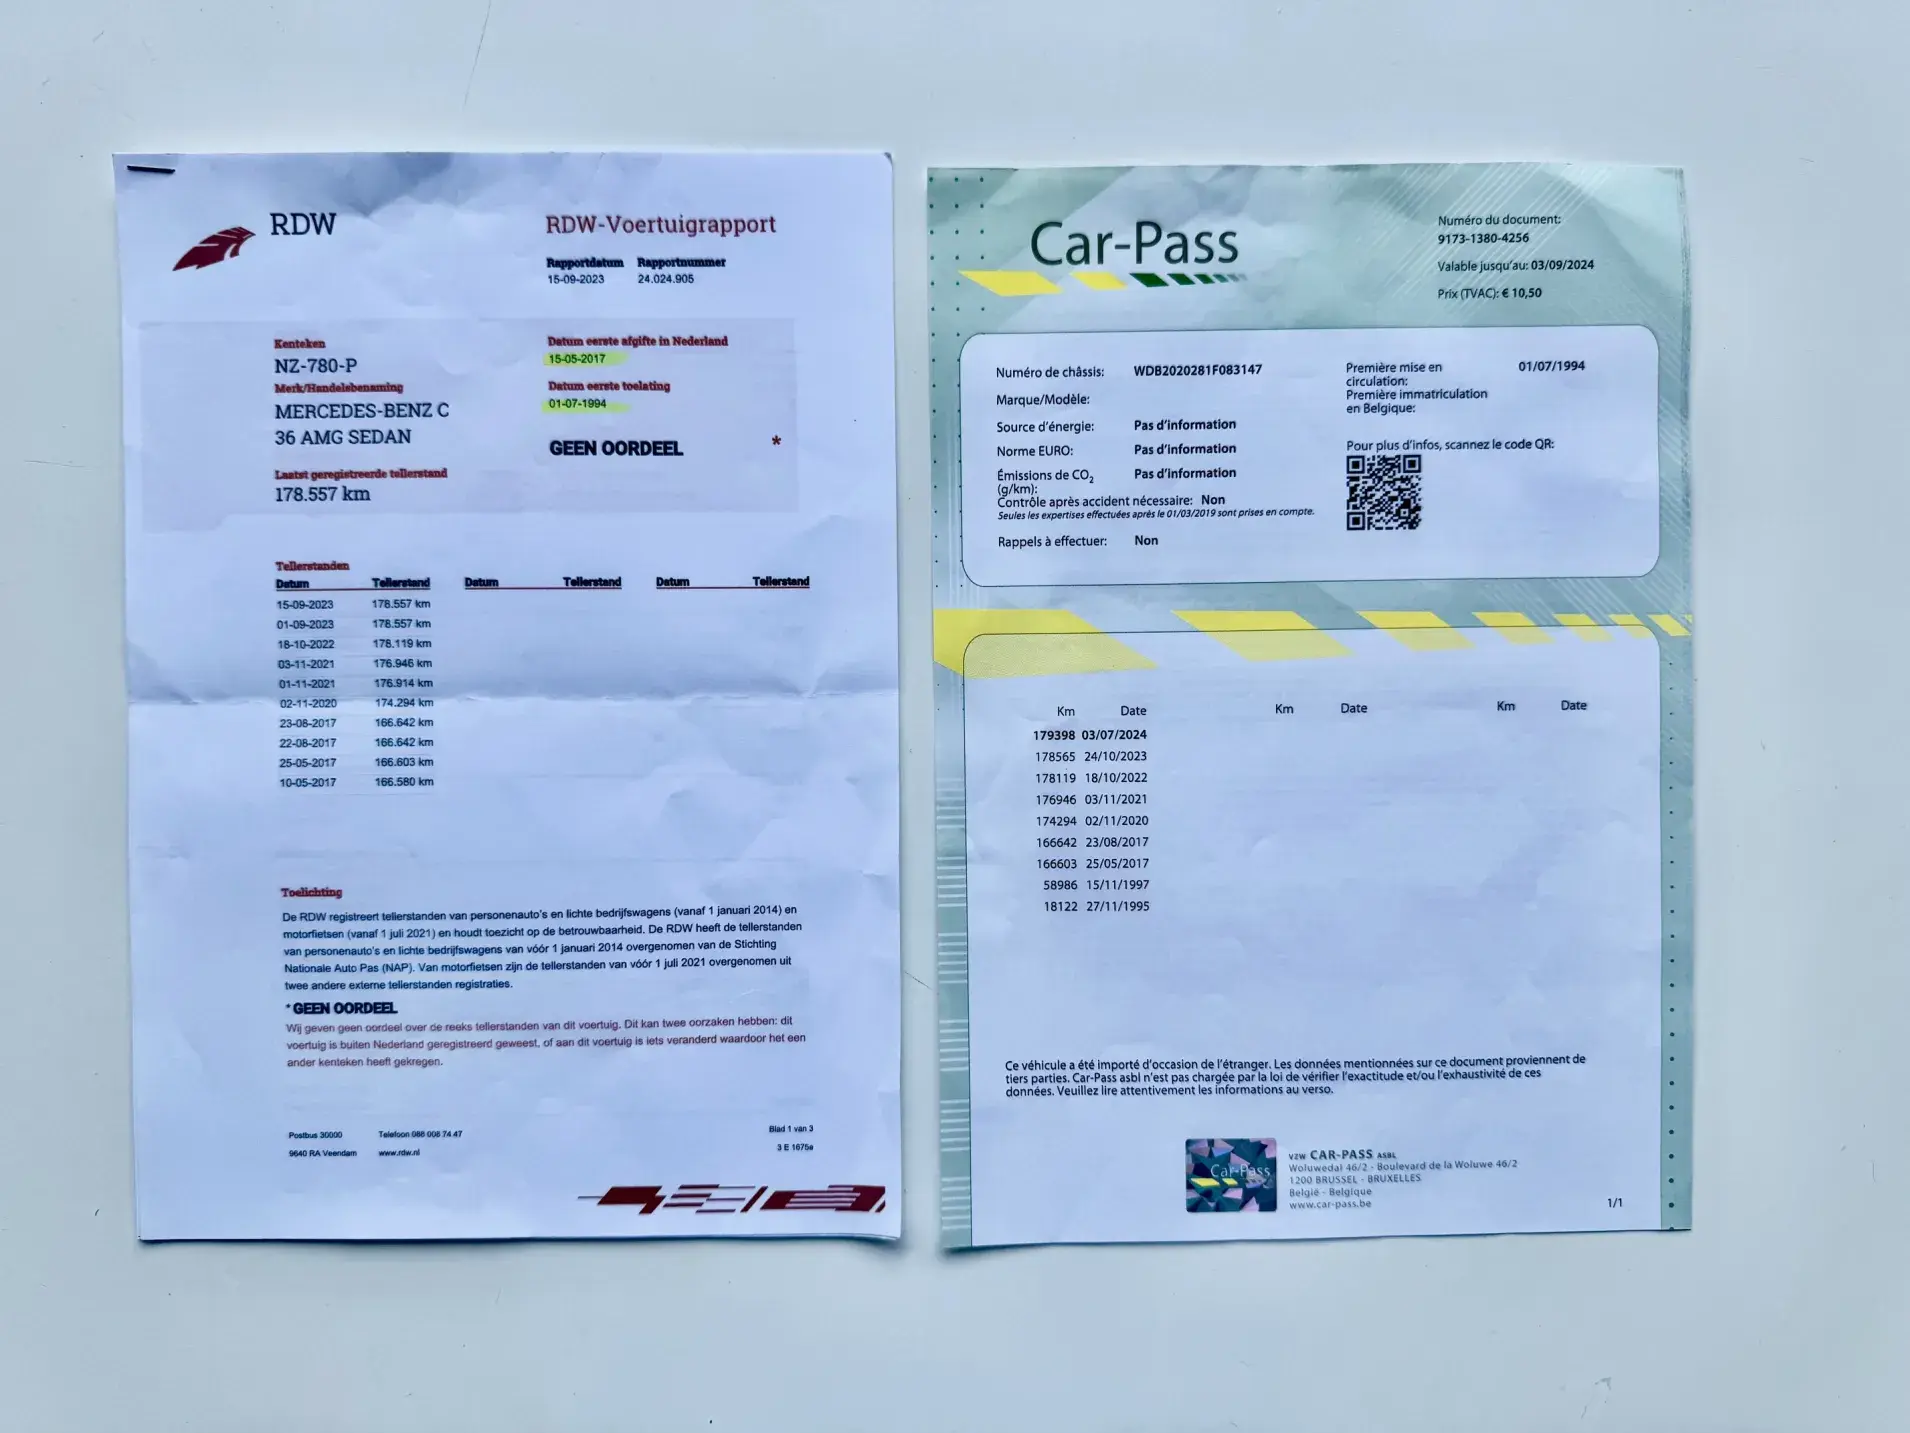 RDW
RDW-Voertuigrapport
Rapportdatum Rapportnummer
15-09-2023 24.024.905
Kenteken
NZ-780-P
Merk/Handelsbenaming
MERCEDES-BENZ C
36 AMG SEDAN
Laatst geregistreerde tellerstand
178.557 km
Datum eerste afgifte in Nederland
15-05-2017
Datum eerste toelating
01-07-1994
GEEN OORDEEL *
Tellerstanden
Datum Tellerstand Datum Tellerstand Datum Tellerstand
15-09-2023 178.557 km
01-09-2023 178.557 km
18-10-2022 178.119 km
03-11-2021 176.946 km
01-11-2021 176.914 km
02-11-2020 174.294 km
23-08-2017 166.642 km
22-08-2017 166.642 km
25-05-2017 166.603 km
10-05-2017 166.580 km
Toelichting
De RDW registreert tellerstanden van personenauto's en lichte bedrijfswagens (vanaf 1 januari 2014) en
motorfietsen (vanaf 1 juli 2021) en houdt toezicht op de betrouwbaarheid. De RDW heeft de tellerstanden
van personenauto's en lichte bedrijfswagens van vóór 1 januari 2014 overgenomen van de Stichting
Nationale Auto Pas (NAP). Van motorfietsen zijn de tellerstanden van vóór 1 juli 2021 overgenomen uit
twee andere externe tellerstanden registraties.
* GEEN OORDEEL
Wij geven geen oordeel over de reeks tellerstanden van dit voertuig. Dit kan twee oorzaken hebben: dit
voertuig is buiten Nederland geregistreerd geweest, of aan dit voertuig is iets veranderd waardoor het een
ander kenteken heeft gekregen.
Postbus 30000 Telefoon 088 008 74 47
9640 RA Veendam www.rdw.nl
Blad 1 van 3
3 E 1675e
Car-Pass
Numéro du document:
9173-1380-4256
Valable jusqu'au: 03/09/2024
Prix (TVAC): € 10,50
Numéro de châssis: WDB2020281F083147
Marque/Modèle:
Source d'énergie: Pas d'information
Norme EURO: Pas d'information
Émissions de CO2 Pas d'information
(g/km):
Contrôle après accident nécessaire: Non
Seules les expertises effectuées après le 01/03/2019 sont prises en compte.
Rappels à effectuer: Non
Première mise en 01/07/1994
circulation:
Première immatriculation
en Belgique:
Pour plus d'infos, scannez le code QR:
Km Date Km Date Km Date
179398 03/07/2024
178565 24/10/2023
178119 18/10/2022
176946 03/11/2021
174294 02/11/2020
166642 23/08/2017
166603 25/05/2017
58986 15/11/1997
18122 27/11/1995
Ce véhicule a été importé d'occasion de l'étranger. Les données mentionnées sur ce document proviennent de
tiers parties. Car-Pass asbl n'est pas chargée par la loi de vérifier l'exactitude et/ou l'exhaustivité de ces
données. Veuillez lire attentivement les informations au verso.
Car-Pass
VZW CAR-PASS ASBL
Woluwedal 46/2 - Boulevard de la Woluwe 46/2
1200 BRUSSEL - BRUXELLES
België - Belgique
www.car-pass.be
1/1